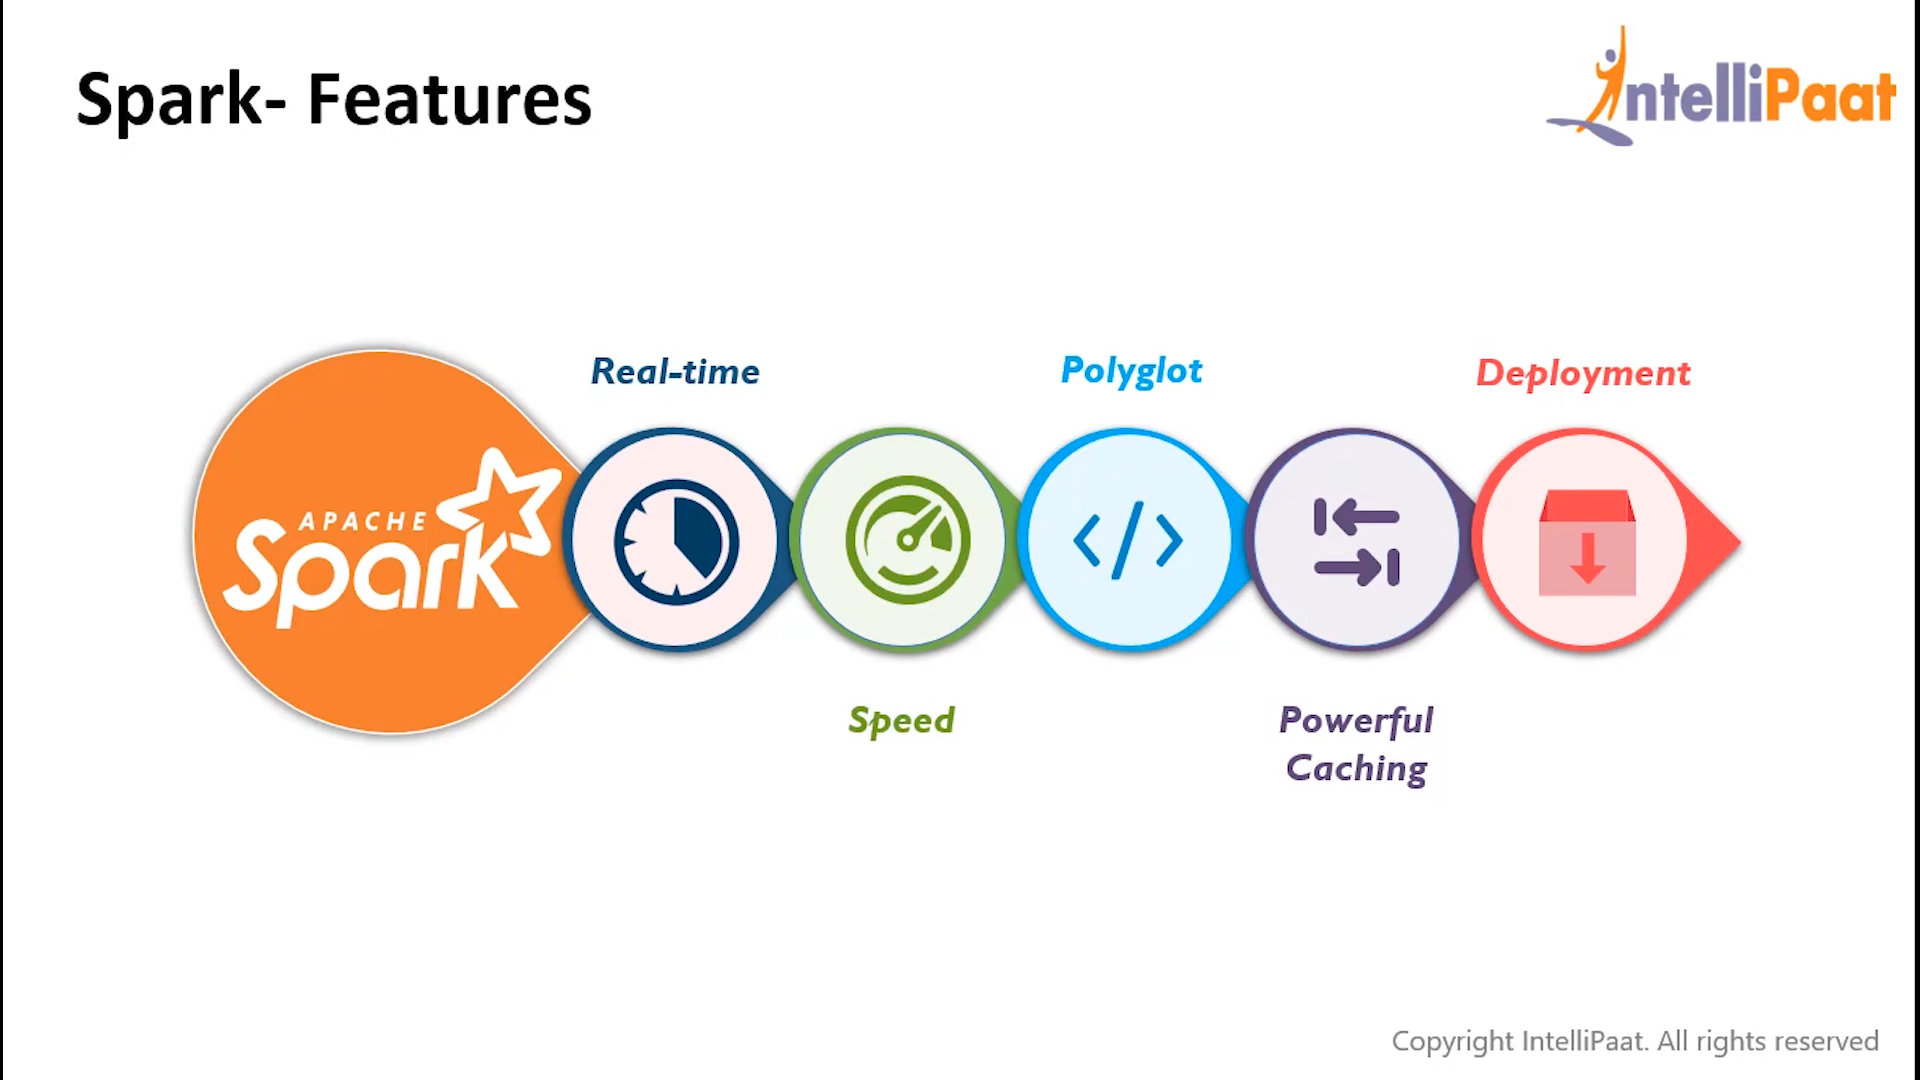 Spark- Features
IntelliPaat
Real-time
Polyglot
Deployment
APACHE
Spark
Speed
Powerful
Caching
Copyright IntelliPaat. All rights reserved